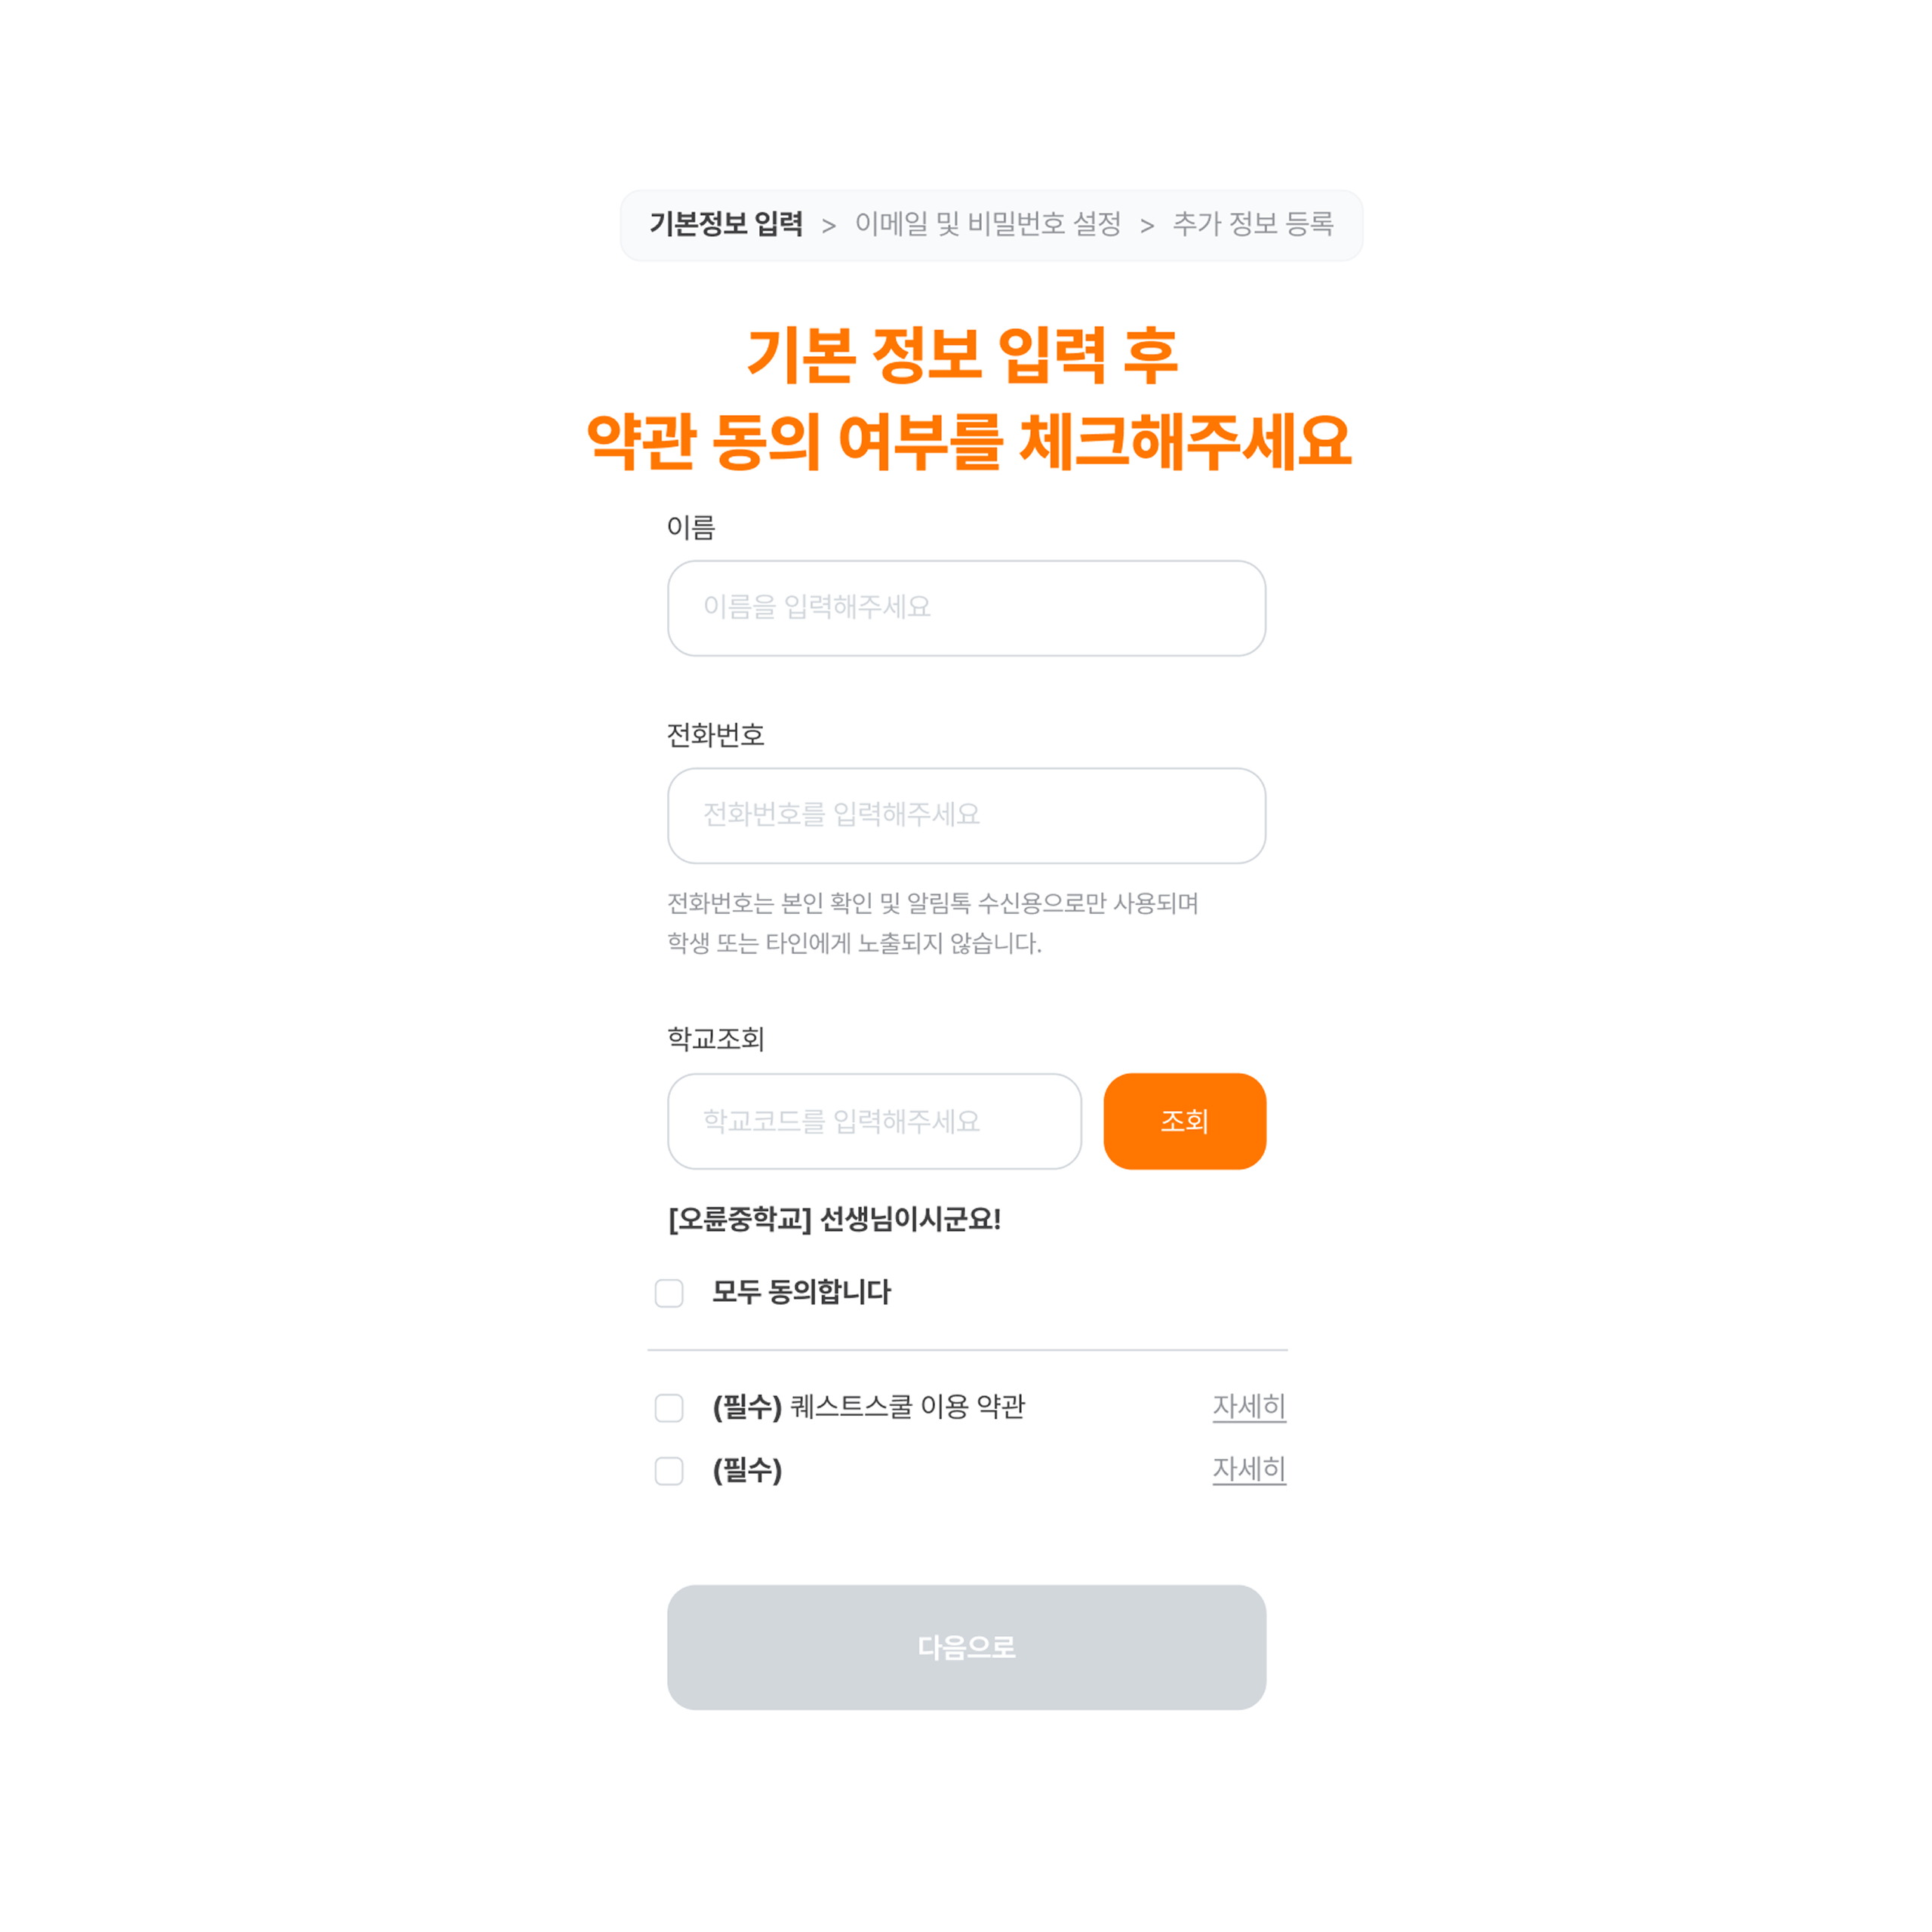 기본정보 입력 > 이메일 및 비밀번호 설정 > 추가 정보 등록
기본 정보 입력 후
약관 동의 여부를 체크해주세요
이름
이름을 입력해주세요
전화번호
전화번호를 입력해주세요
전화번호는 본인 확인 및 알림톡 수신용으로만 사용되며
학생 또는 타인에게 노출되지 않습니다.
학교조회
학교코드를 입력해주세요 조회
[오륜중학교] 선생님이시군요!
모두 동의합니다
(필수) 퀘스트스쿨 이용 약관 자세히
(필수) 자세히
다음으로